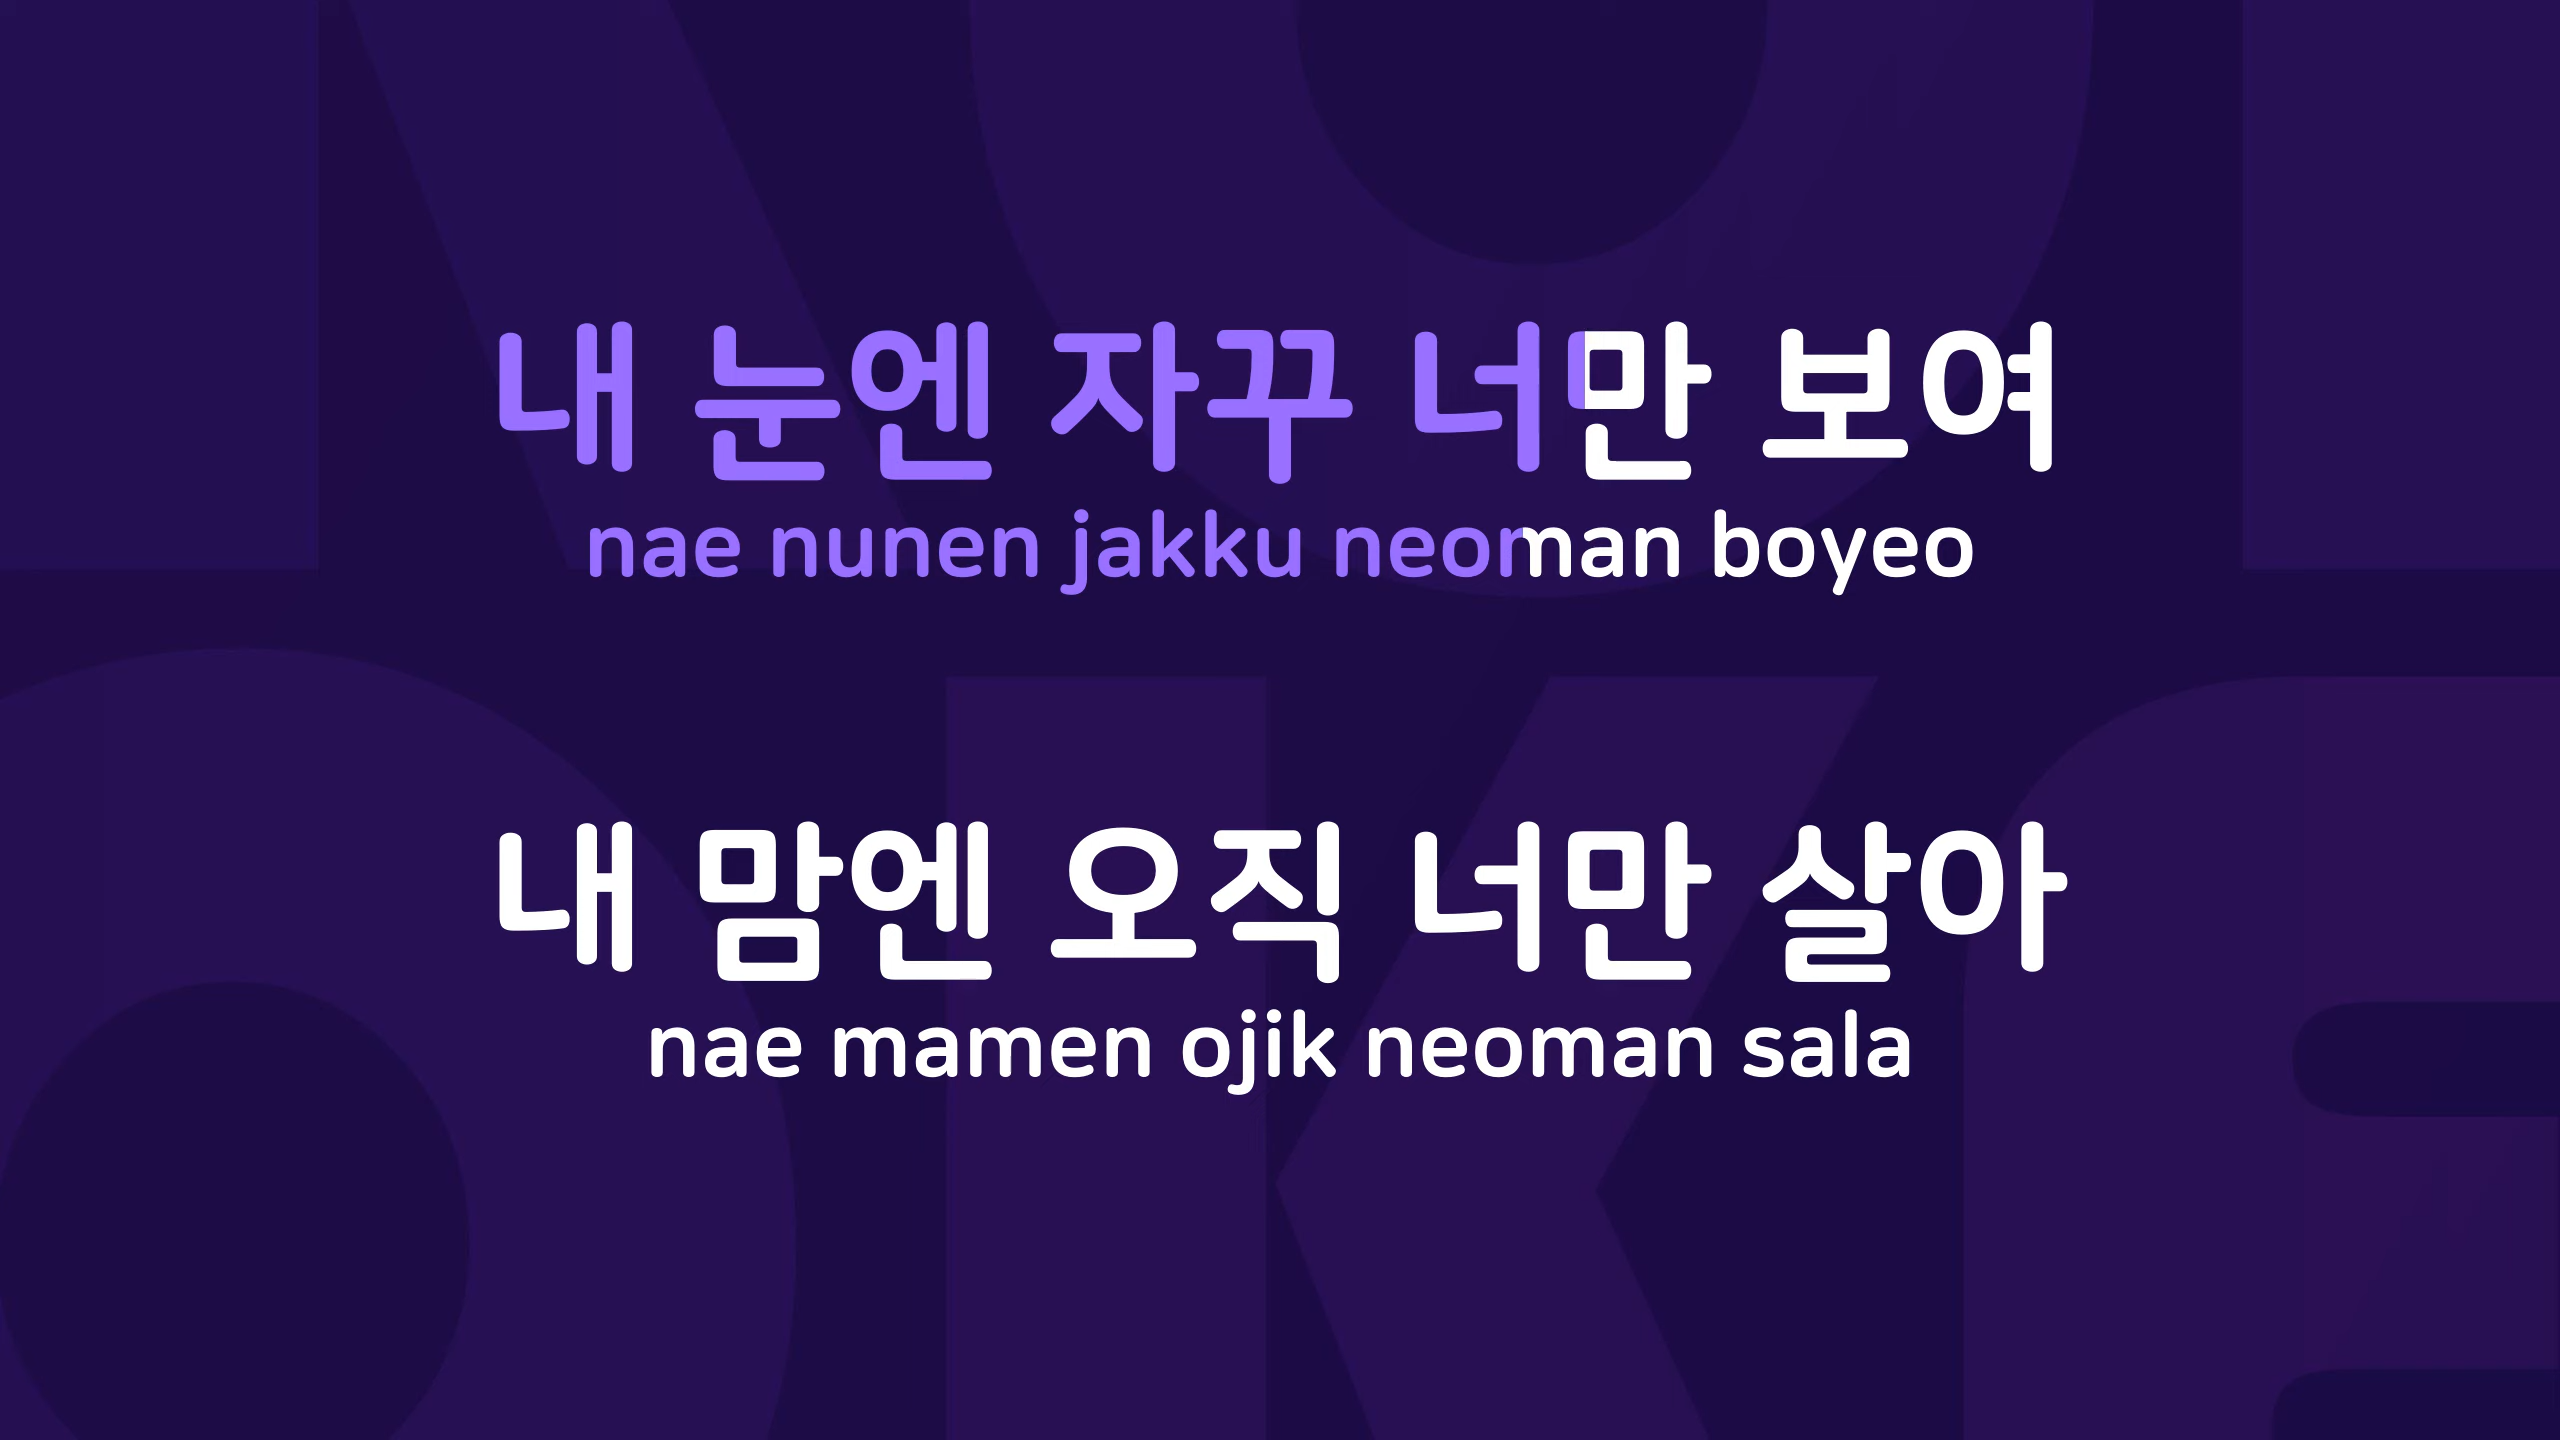 내 눈엔 자꾸 너만 보여
nae nunen jakku neoman boyeo
내 맘엔 오직 너만 살아
nae mamen ojik neoman sala